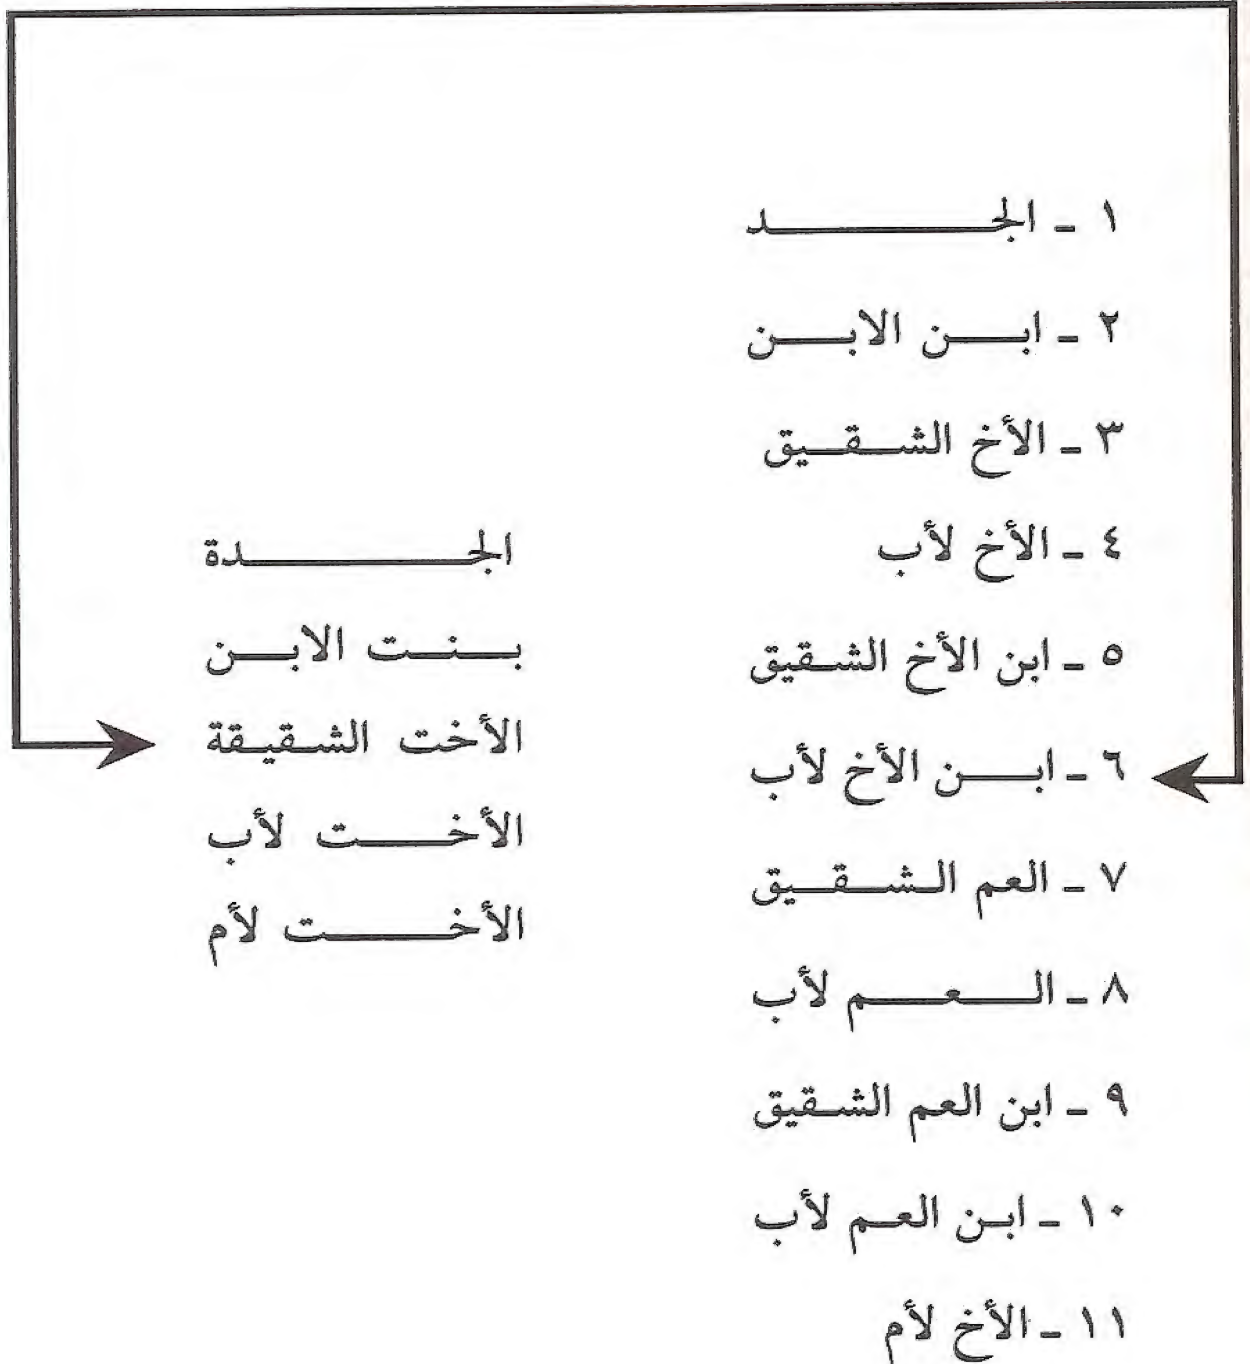 ١ - الجد
٢ - ابن الابن
٣ - الأخ الشقيق
٤ - الأخ لأب
٥ - ابن الأخ الشقيق
٦ - ابن الأخ لأب
٧ - العم الشقيق
٨ - العم لأب
٩ - ابن العم الشقيق
١٠ - ابن العم لأب
١١ - الأخ لأم
الجدة
بنت الابن
الأخت الشقيقة
الأخت لأب
الأخت لأم